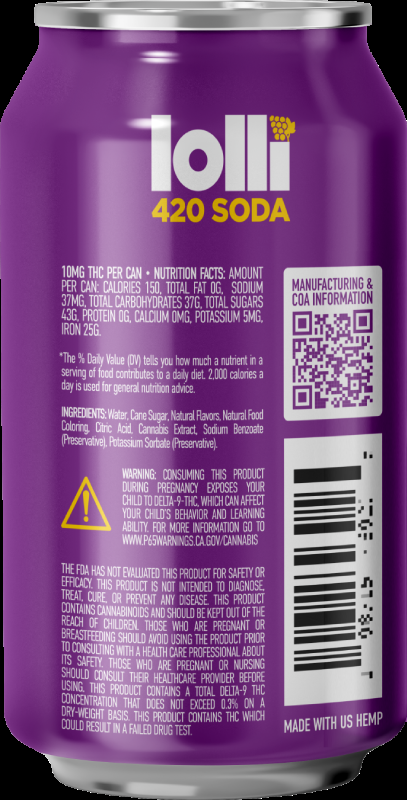 lolli
420 SODA
10MG THC PER CAN • NUTRITION FACTS: AMOUNT
PER CAN: CALORIES 150, TOTAL FAT 0G, SODIUM
37MG, TOTAL CARBOHYDRATES 37G, TOTAL SUGARS
43G, PROTEIN 0G, CALCIUM 0MG, POTASSIUM 5MG,
IRON 25G.
*The % Daily Value (DV) tells you how much a nutrient in a
serving of food contributes to a daily diet. 2,000 calories a
day is used for general nutrition advice.
INGREDIENTS: Water, Cane Sugar, Natural Flavors, Natural Food
Coloring, Citric Acid, Cannabis Extract, Sodium Benzoate
(Preservative), Potassium Sorbate (Preservative).
WARNING: CONSUMING THIS PRODUCT
DURING PREGNANCY EXPOSES YOUR
CHILD TO DELTA-9-THC, WHICH CAN AFFECT
YOUR CHILD'S BEHAVIOR AND LEARNING
ABILITY. FOR MORE INFORMATION GO TO
WWW.P65WARNINGS.CA.GOV/CANNABIS
THE FDA HAS NOT EVALUATED THIS PRODUCT FOR SAFETY OR
EFFICACY. THIS PRODUCT IS NOT INTENDED TO DIAGNOSE,
TREAT, CURE, OR PREVENT ANY DISEASE. THIS PRODUCT
CONTAINS CANNABINOIDS AND SHOULD BE KEPT OUT OF THE
REACH OF CHILDREN. THOSE WHO ARE PREGNANT OR
BREASTFEEDING SHOULD AVOID USING THE PRODUCT PRIOR
TO CONSULTING WITH A HEALTH CARE PROFESSIONAL ABOUT
ITS SAFETY. THOSE WHO ARE PREGNANT OR NURSING
SHOULD CONSULT THEIR HEALTHCARE PROVIDER BEFORE
USING. THIS PRODUCT CONTAINS A TOTAL DELTA-9 THC
CONCENTRATION THAT DOES NOT EXCEED 0.3% ON A
DRY-WEIGHT BASIS. THIS PRODUCT CONTAINS THC WHICH
COULD RESULT IN A FAILED DRUG TEST.
MANUFACTURING &
COA INFORMATION
MADE WITH US HEMP